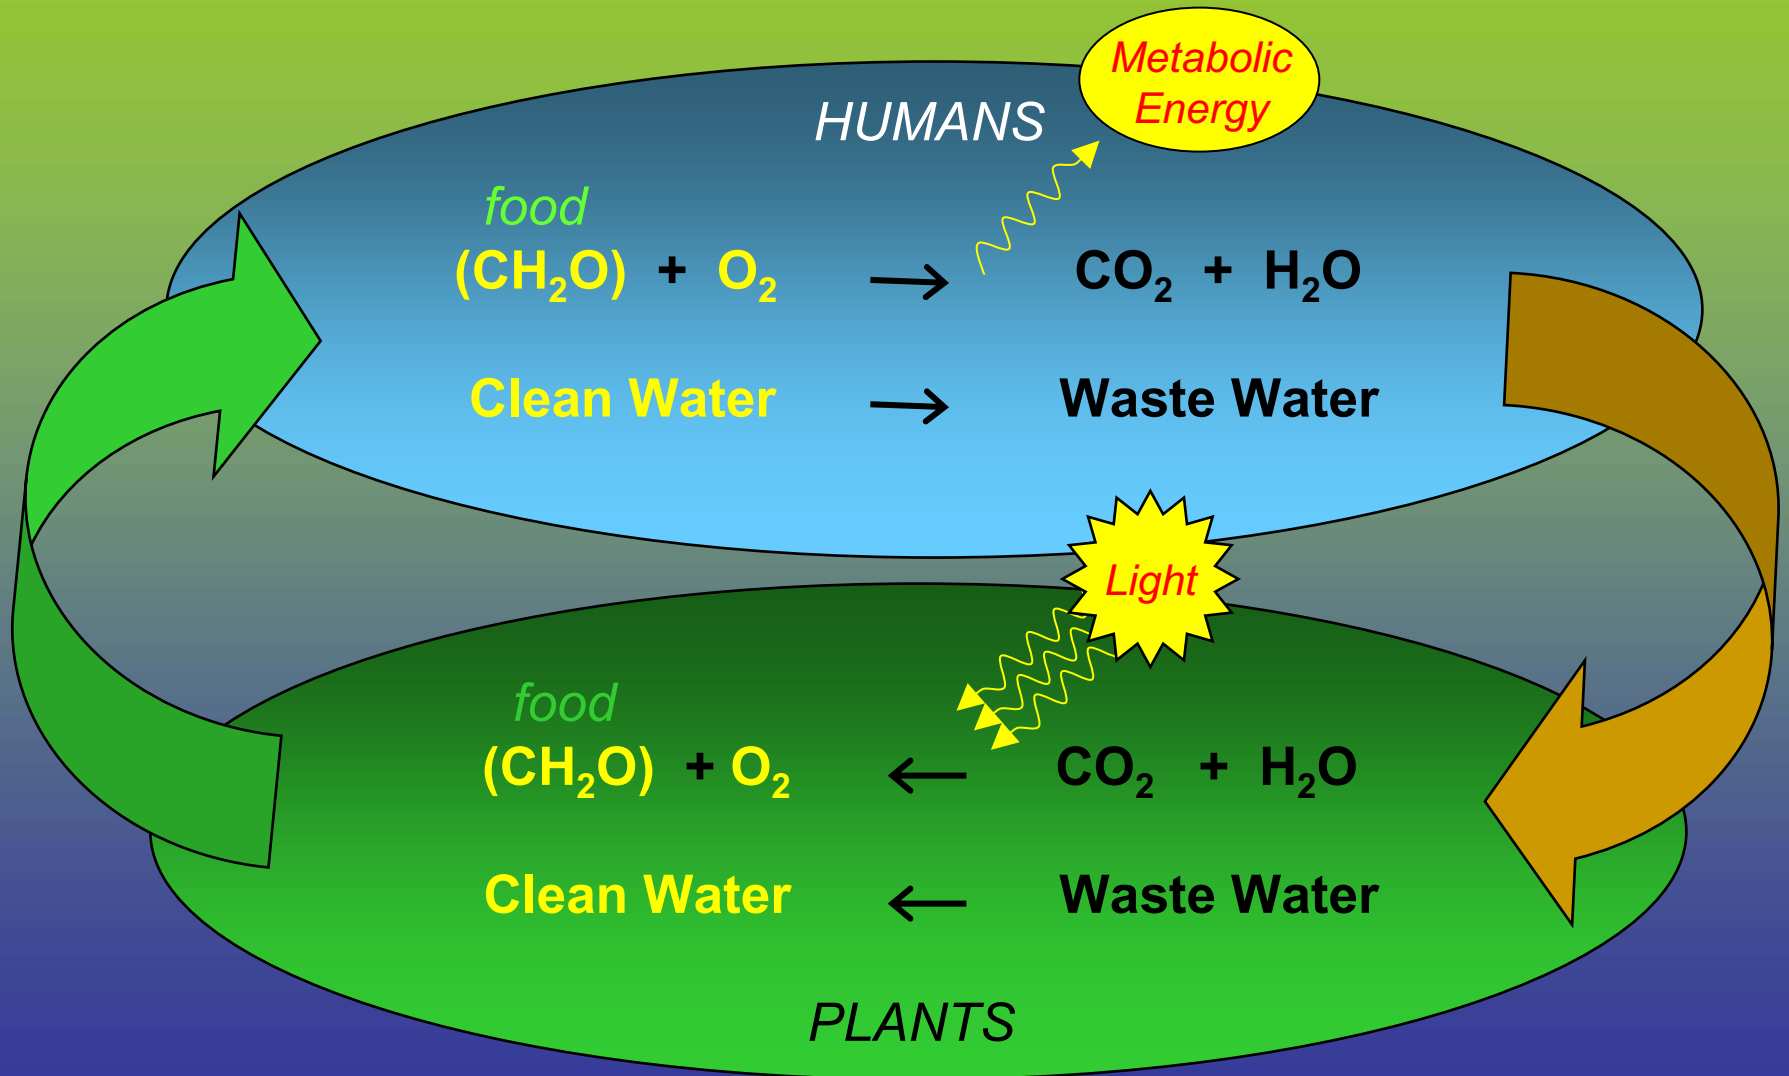 Metabolic
Energy
HUMANS
food
(CH₂O) + O₂ → CO₂ + H₂O
Clean Water → Waste Water
Light
food
(CH₂O) + O₂ ← CO₂ + H₂O
Clean Water ← Waste Water
PLANTS